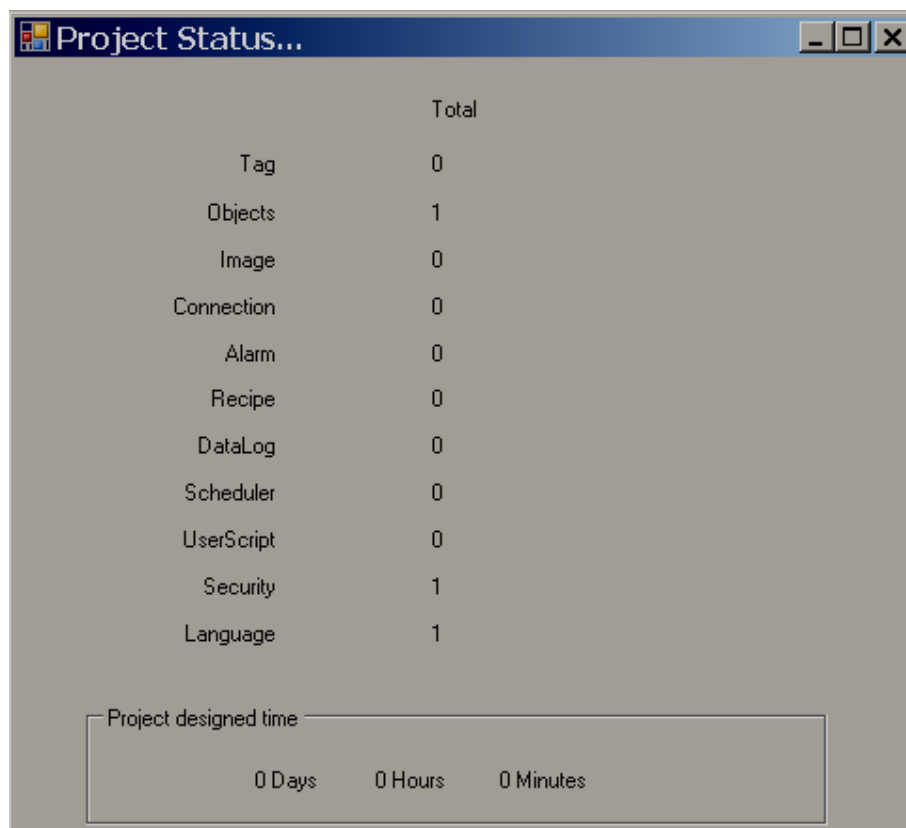 Project Status...
Total
Tag 0
Objects 1
Image 0
Connection 0
Alarm 0
Recipe 0
DataLog 0
Scheduler 0
UserScript 0
Security 1
Language 1
Project designed time
0 Days 0 Hours 0 Minutes